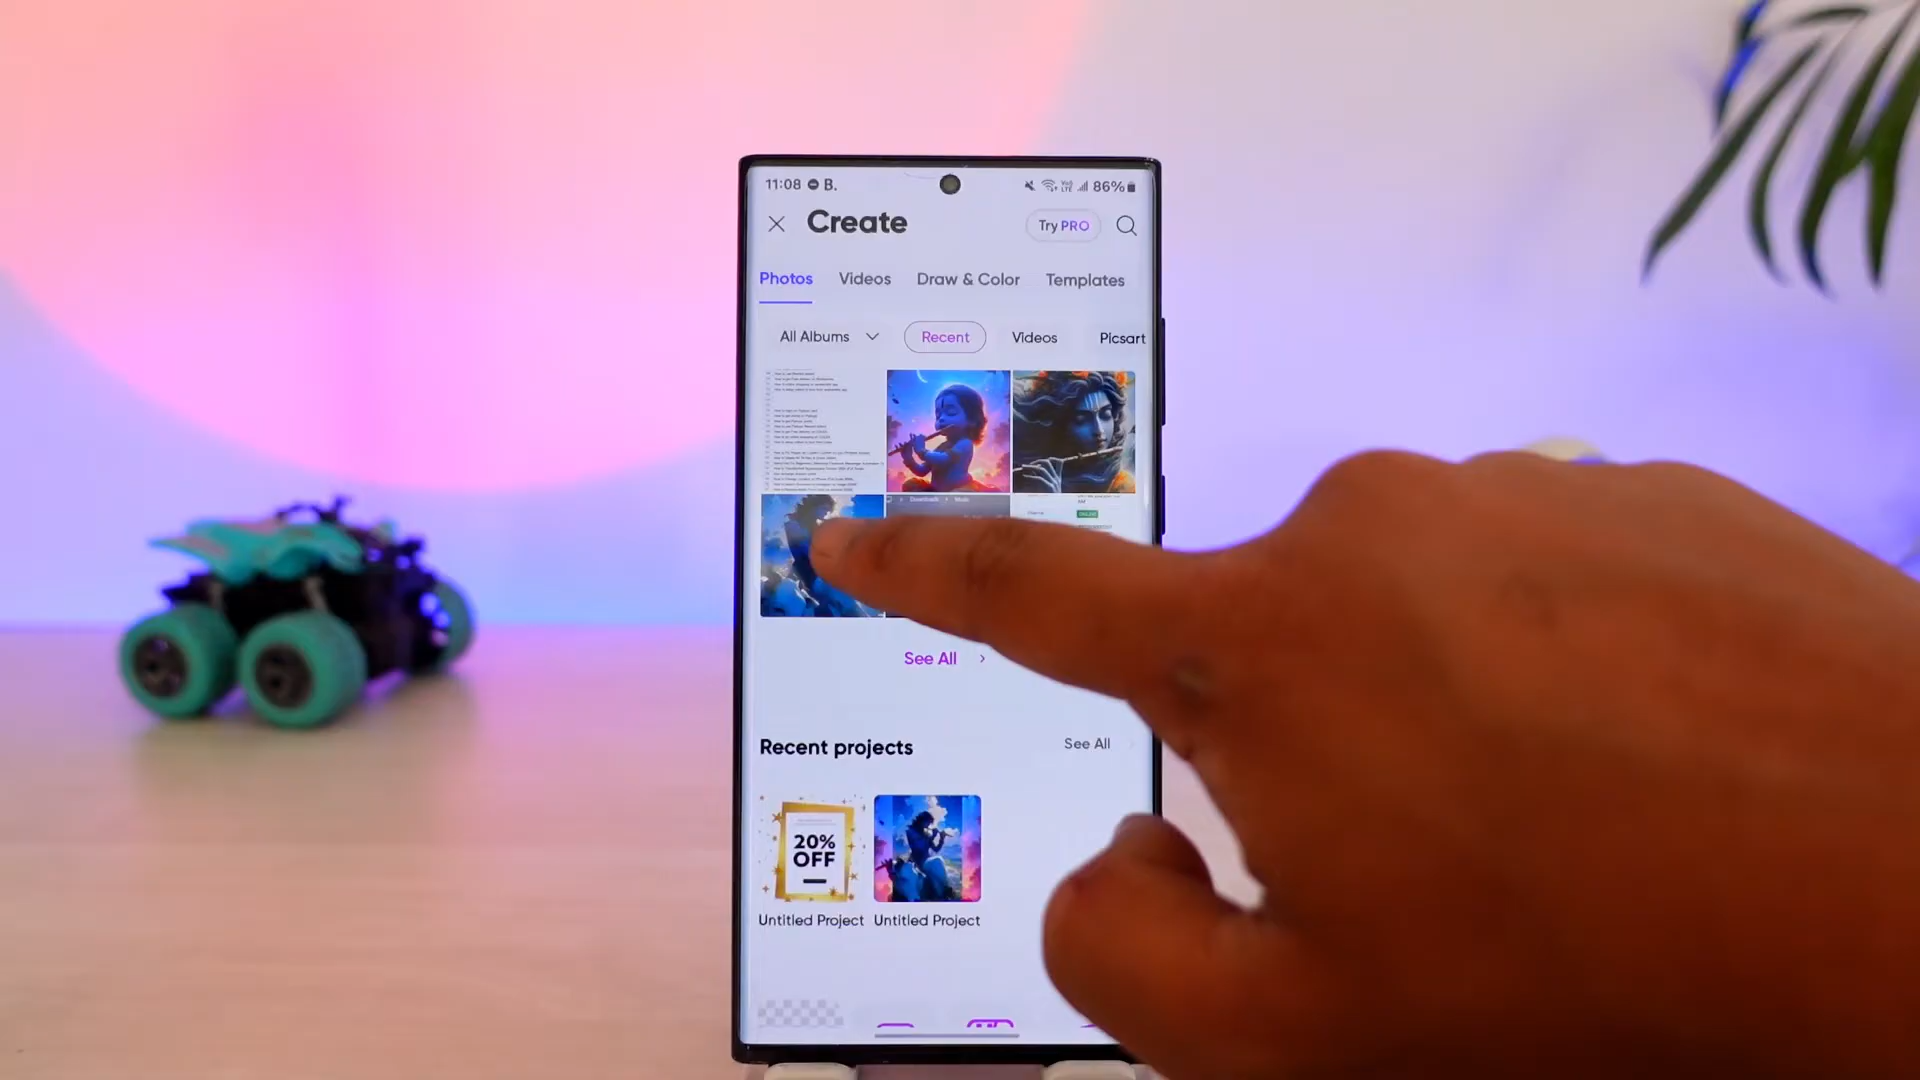 11:08 B. 86%
Create
Try PRO
Photos Videos Draw & Color Templates
All Albums Recent Videos Picsart
Downloads
See All
Recent projects
See All
20%
OFF
Untitled Project Untitled Project